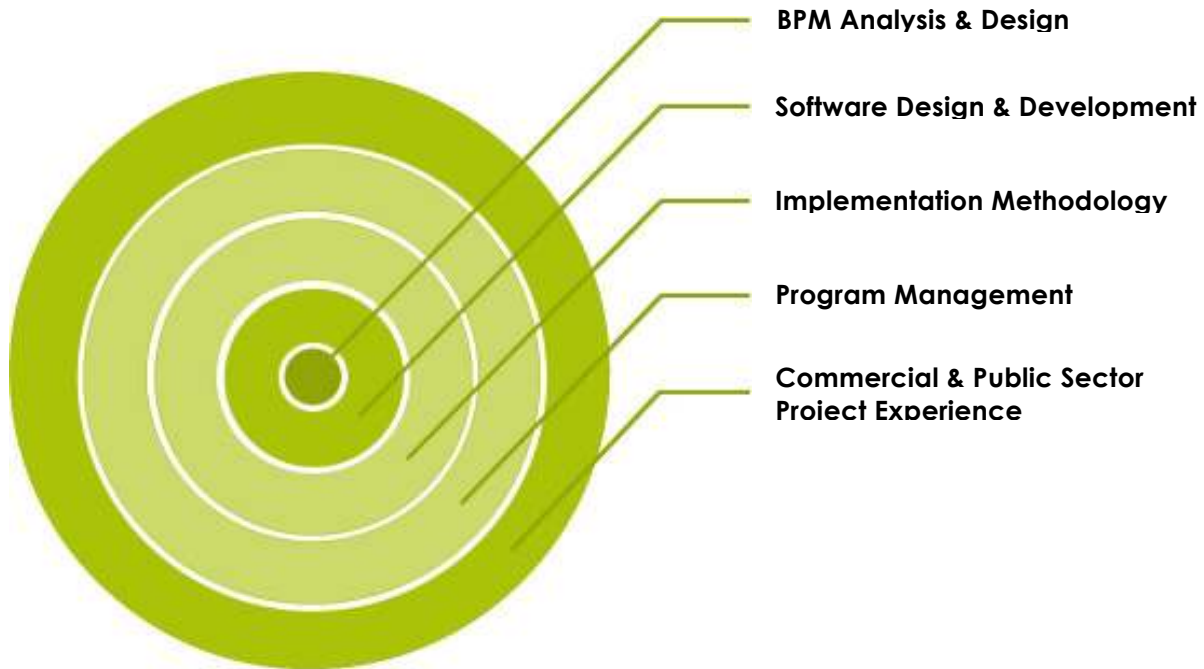 BPM Analysis & Design
Software Design & Development
Implementation Methodology
Program Management
Commercial & Public Sector
Project Experience